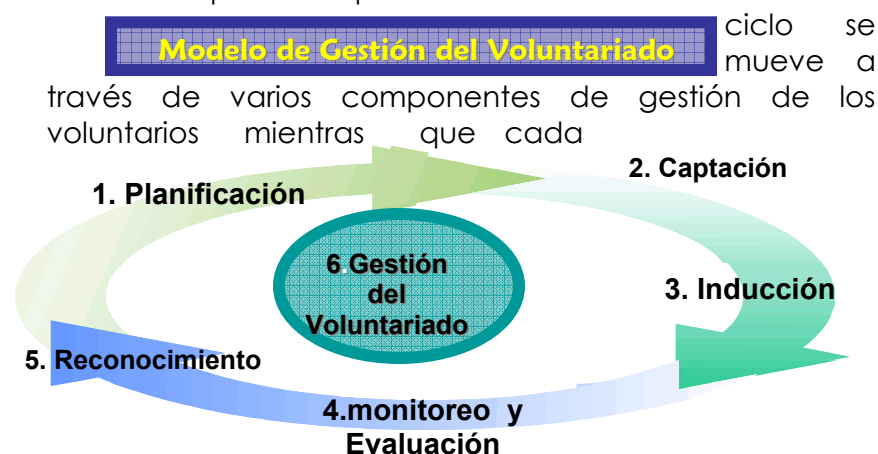 ciclo se
Modelo de Gestión del Voluntariado
mueve a
través de varios componentes de gestión de los
voluntarios mientras que cada
1. Planificación
2. Captación
6.Gestión
del
Voluntariado
3. Inducción
5. Reconocimiento
4.monitoreo y
Evaluación